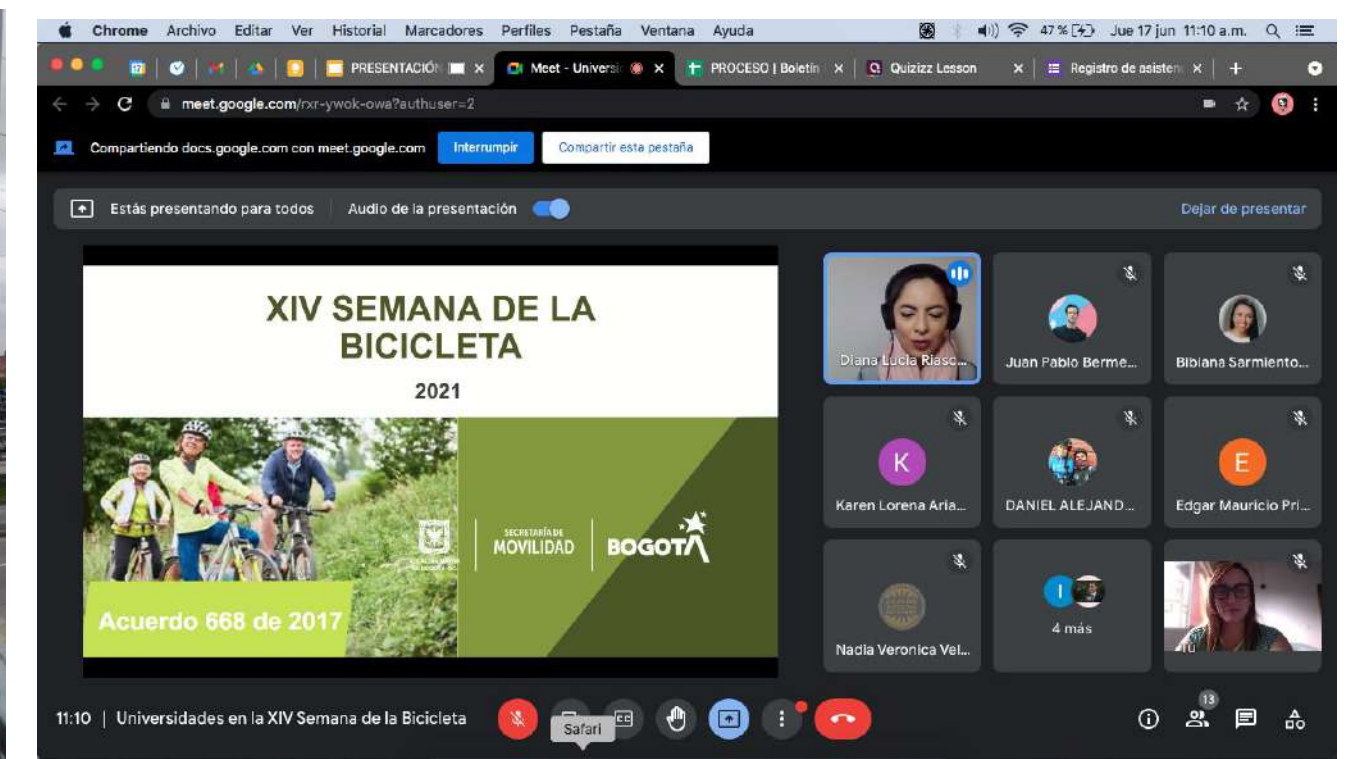 Chrome Archivo Editar Ver Historial Marcadores Perfiles Pestaña Ventana Ayuda 47 % Jue 17 jun 11:10 a.m.
PRESENTACIÓN Meet - Universi PROCESO | Boletín Quizizz Lesson Registro de asisten
meet.google.com/rxr-ywok-owa?authuser=2
Compartiendo docs.google.com con meet.google.com Interrumpir Compartir esta pestaña
Estás presentando para todos Audio de la presentación Dejar de presentar
XIV SEMANA DE LA
BICICLETA
2021
SECRETARÍA DE
MOVILIDAD
BOGOTÁ
Acuerdo 668 de 2017
Diana Lucia Riasc...
Juan Pablo Berme...
Bibiana Sarmiento...
K
Karen Lorena Aria...
DANIEL ALEJAND...
E
Edgar Mauricio Pri...
Nadia Veronica Vel...
I
4 más
Tú
11:10 | Universidades en la XIV Semana de la Bicicleta
CC
Safari
13